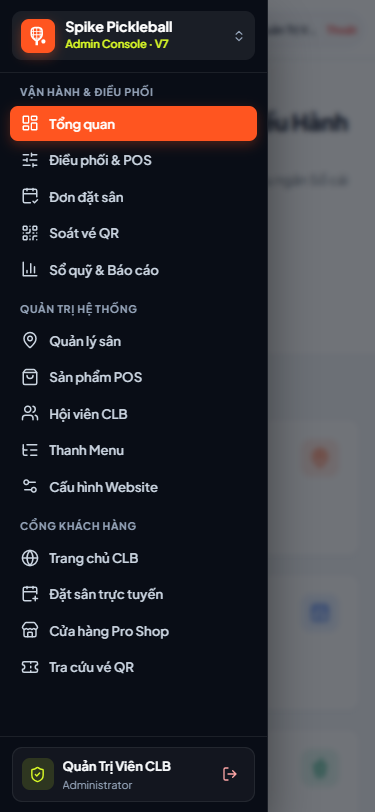 Spike Pickleball
Admin Console · V7
VẬN HÀNH & ĐIỀU PHỐI
Tổng quan
Điều phối & POS
Đơn đặt sân
Soát vé QR
Sổ quỹ & Báo cáo
QUẢN TRỊ HỆ THỐNG
Quản lý sân
Sản phẩm POS
Hội viên CLB
Thanh Menu
Cấu hình Website
CỔNG KHÁCH HÀNG
Trang chủ CLB
Đặt sân trực tuyến
Cửa hàng Pro Shop
Tra cứu vé QR
Quản Trị Viên CLB
Administrator